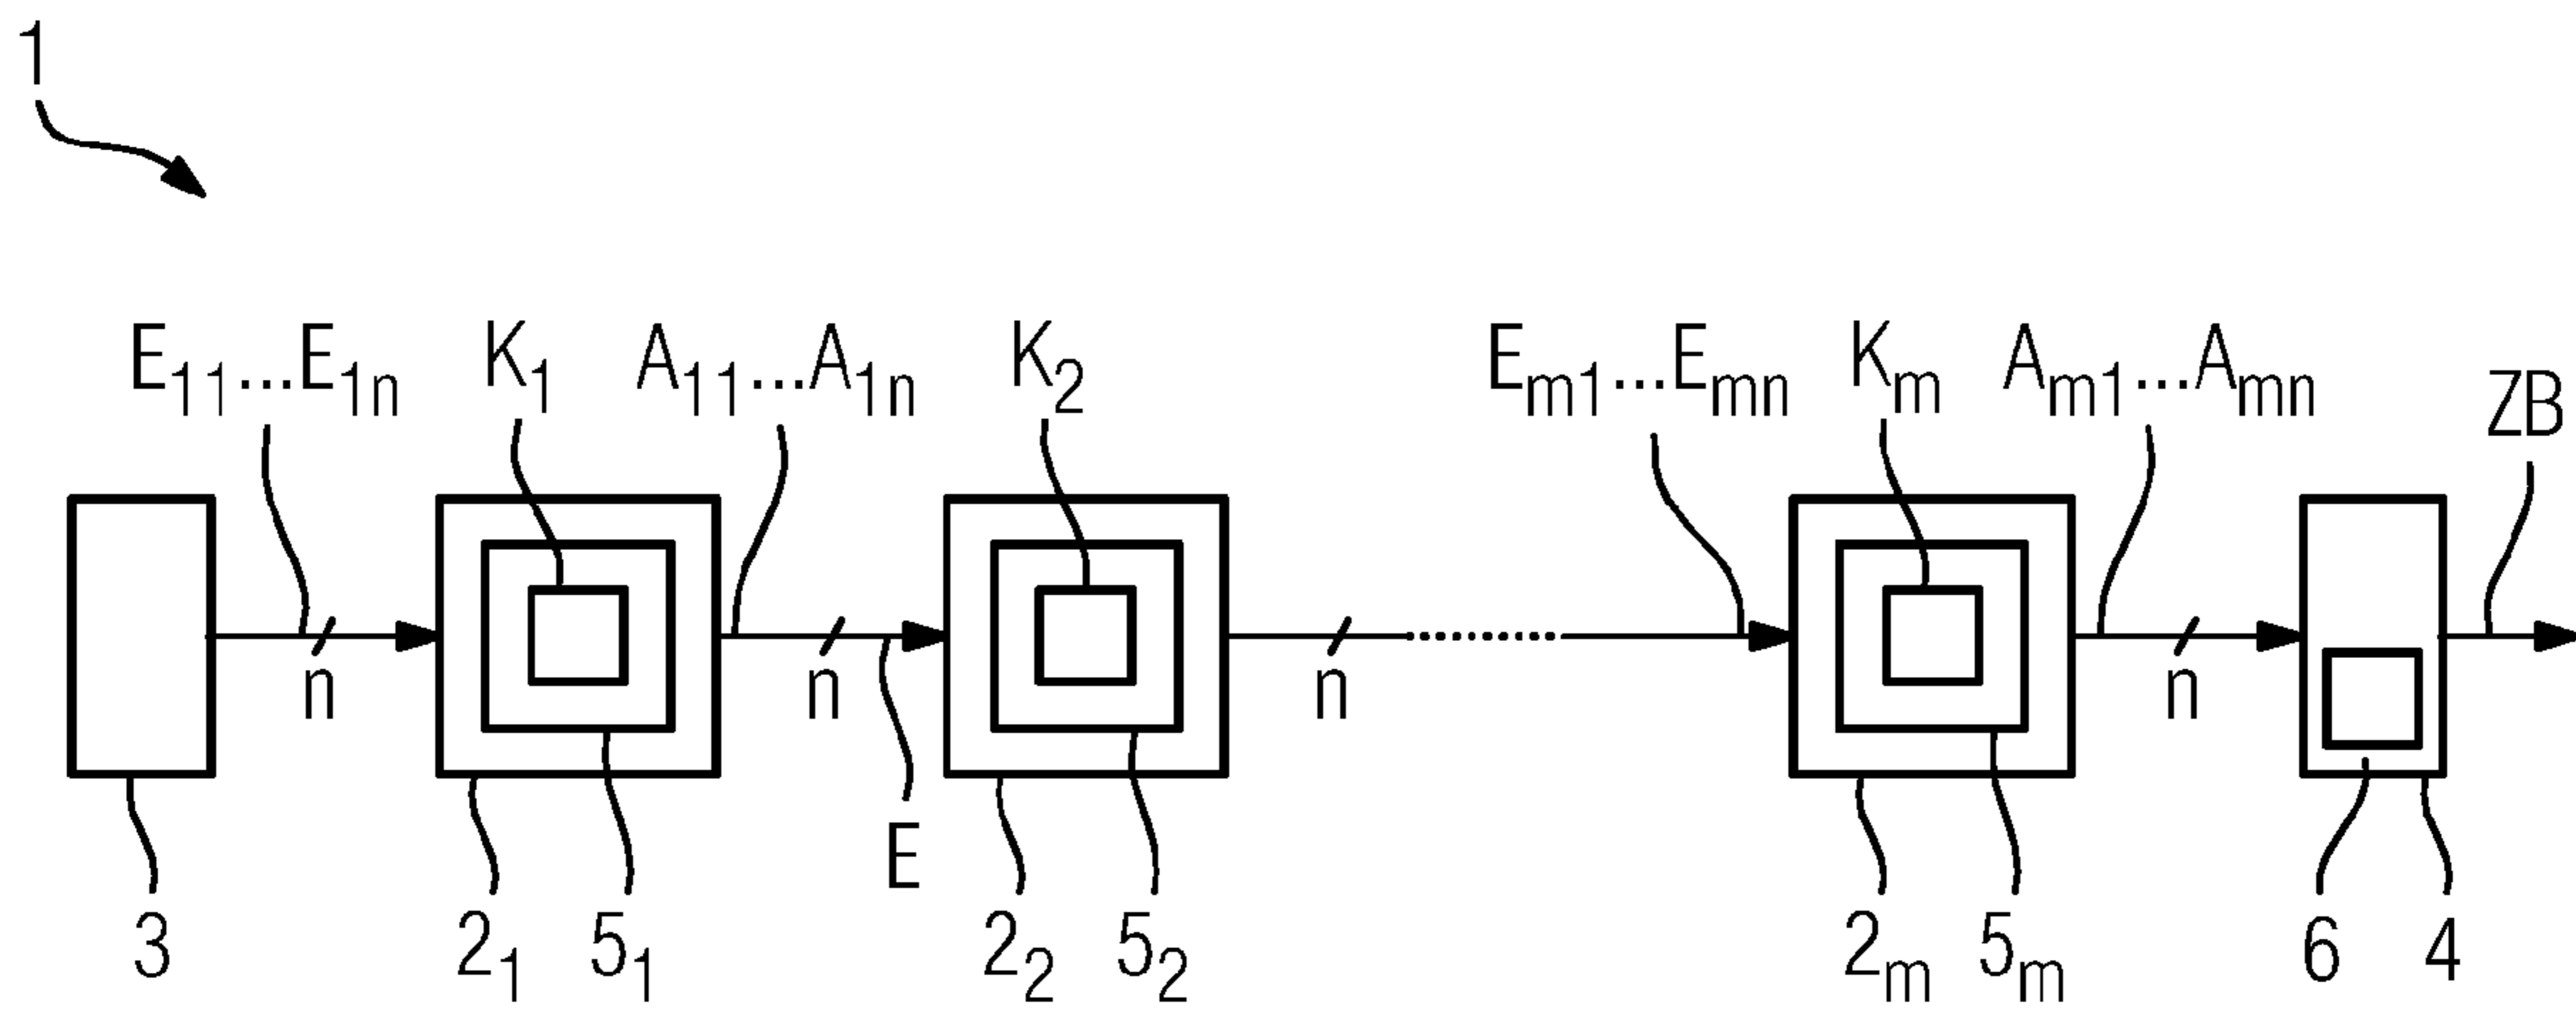 1
E₁₁...E₁ₙ K₁ A₁₁...A₁ₙ K₂ Eₘ₁...Eₘₙ Kₘ Aₘ₁...Aₘₙ ZB
n n n n
E
3 2₁ 5₁ 2₂ 5₂ 2ₘ 5ₘ 6 4